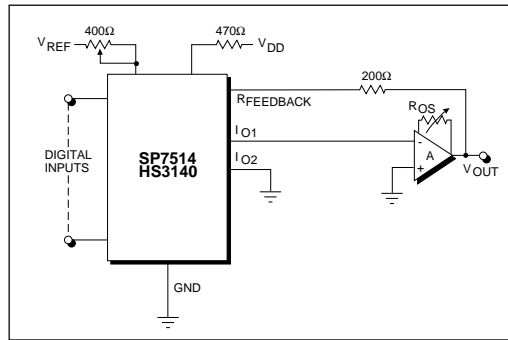 400Ω
470Ω
VREF
VDD
200Ω
RFEEDBACK
ROS
IO1
DIGITAL
INPUTS
SP7514
HS3140
IO2
-
A
+
VOUT
GND